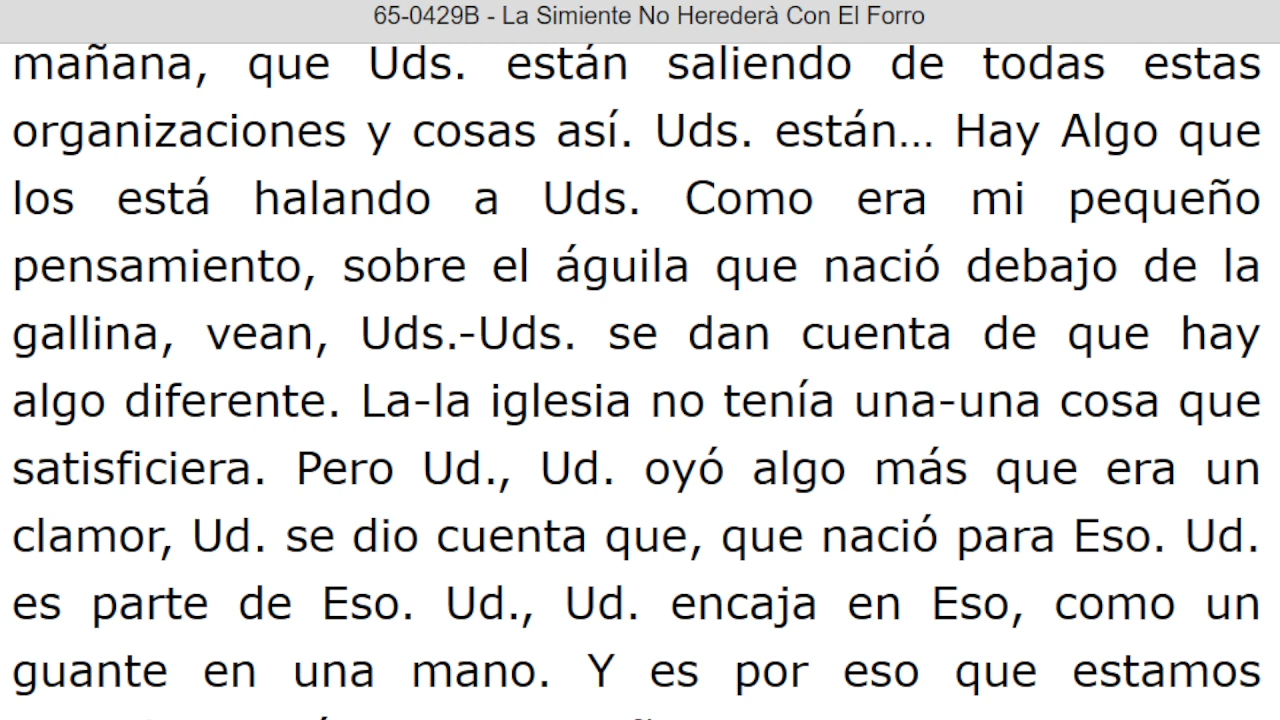 65-0429B - La Simiente No Herederà Con El Forro
mañana, que Uds. están saliendo de todas estas
organizaciones y cosas así. Uds. están… Hay Algo que
los está halando a Uds. Como era mi pequeño
pensamiento, sobre el águila que nació debajo de la
gallina, vean, Uds.-Uds. se dan cuenta de que hay
algo diferente. La-la iglesia no tenía una-una cosa que
satisficiera. Pero Ud., Ud. oyó algo más que era un
clamor, Ud. se dio cuenta que, que nació para Eso. Ud.
es parte de Eso. Ud., Ud. encaja en Eso, como un
guante en una mano. Y es por eso que estamos